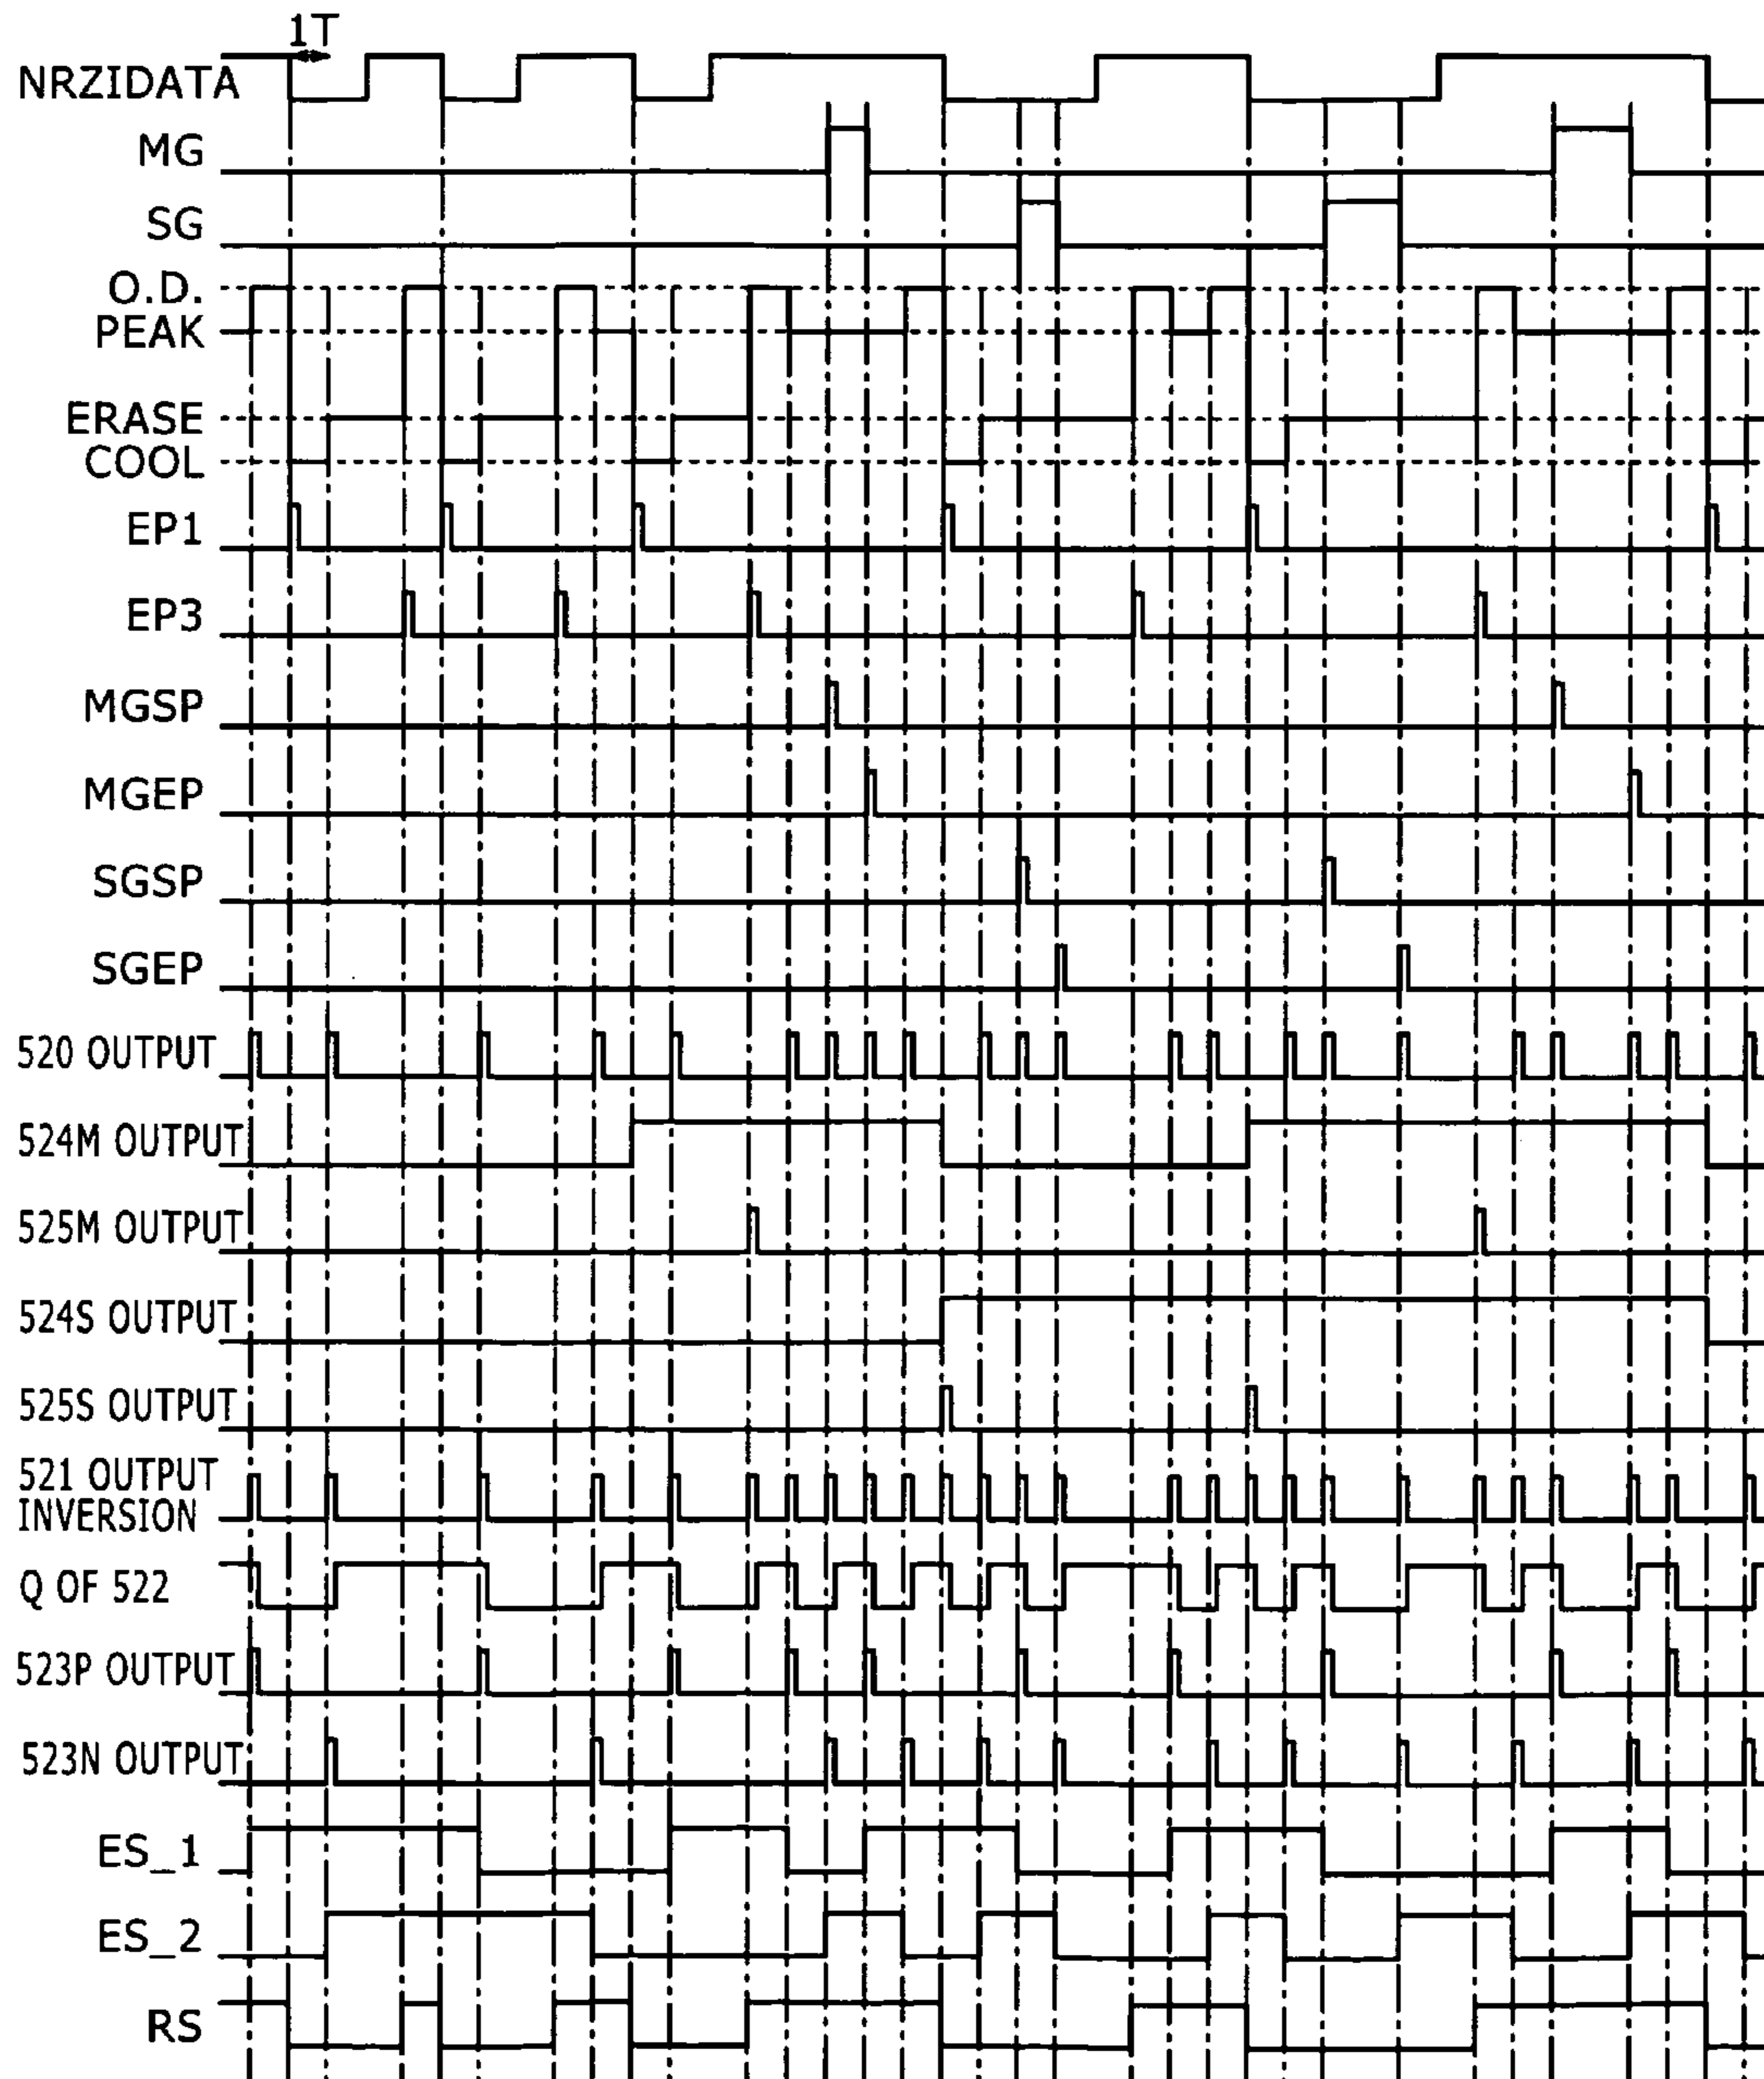 1T
NRZIDATA
MG
SG
O.D.
PEAK
ERASE
COOL
EP1
EP3
MGSP
MGEP
SGSP
SGEP
520 OUTPUT
524M OUTPUT
525M OUTPUT
524S OUTPUT
525S OUTPUT
521 OUTPUT
INVERSION
Q OF 522
523P OUTPUT
523N OUTPUT
ES_1
ES_2
RS